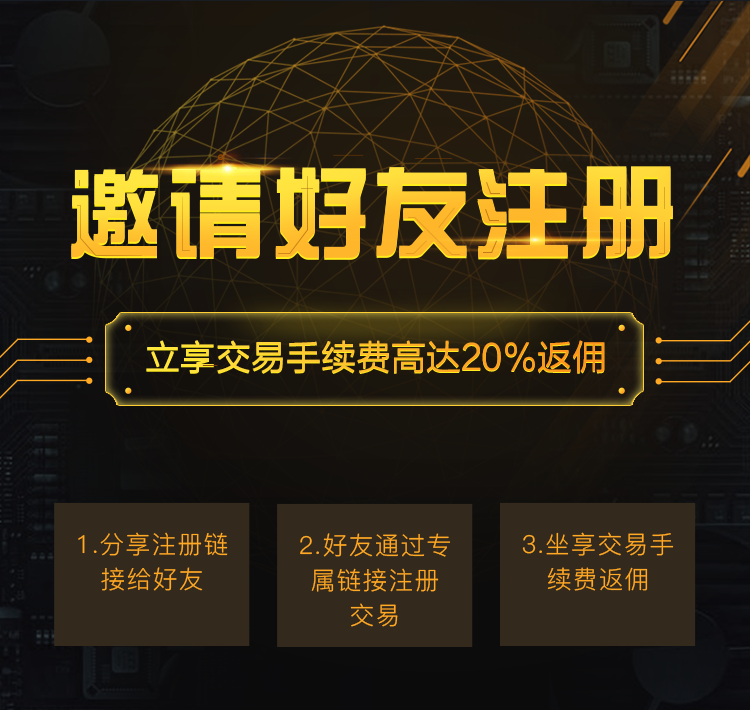 邀请好友注册
立享交易手续费高达20%返佣
1.分享注册链
接给好友
2.好友通过专
属链接注册
交易
3.坐享交易手
续费返佣